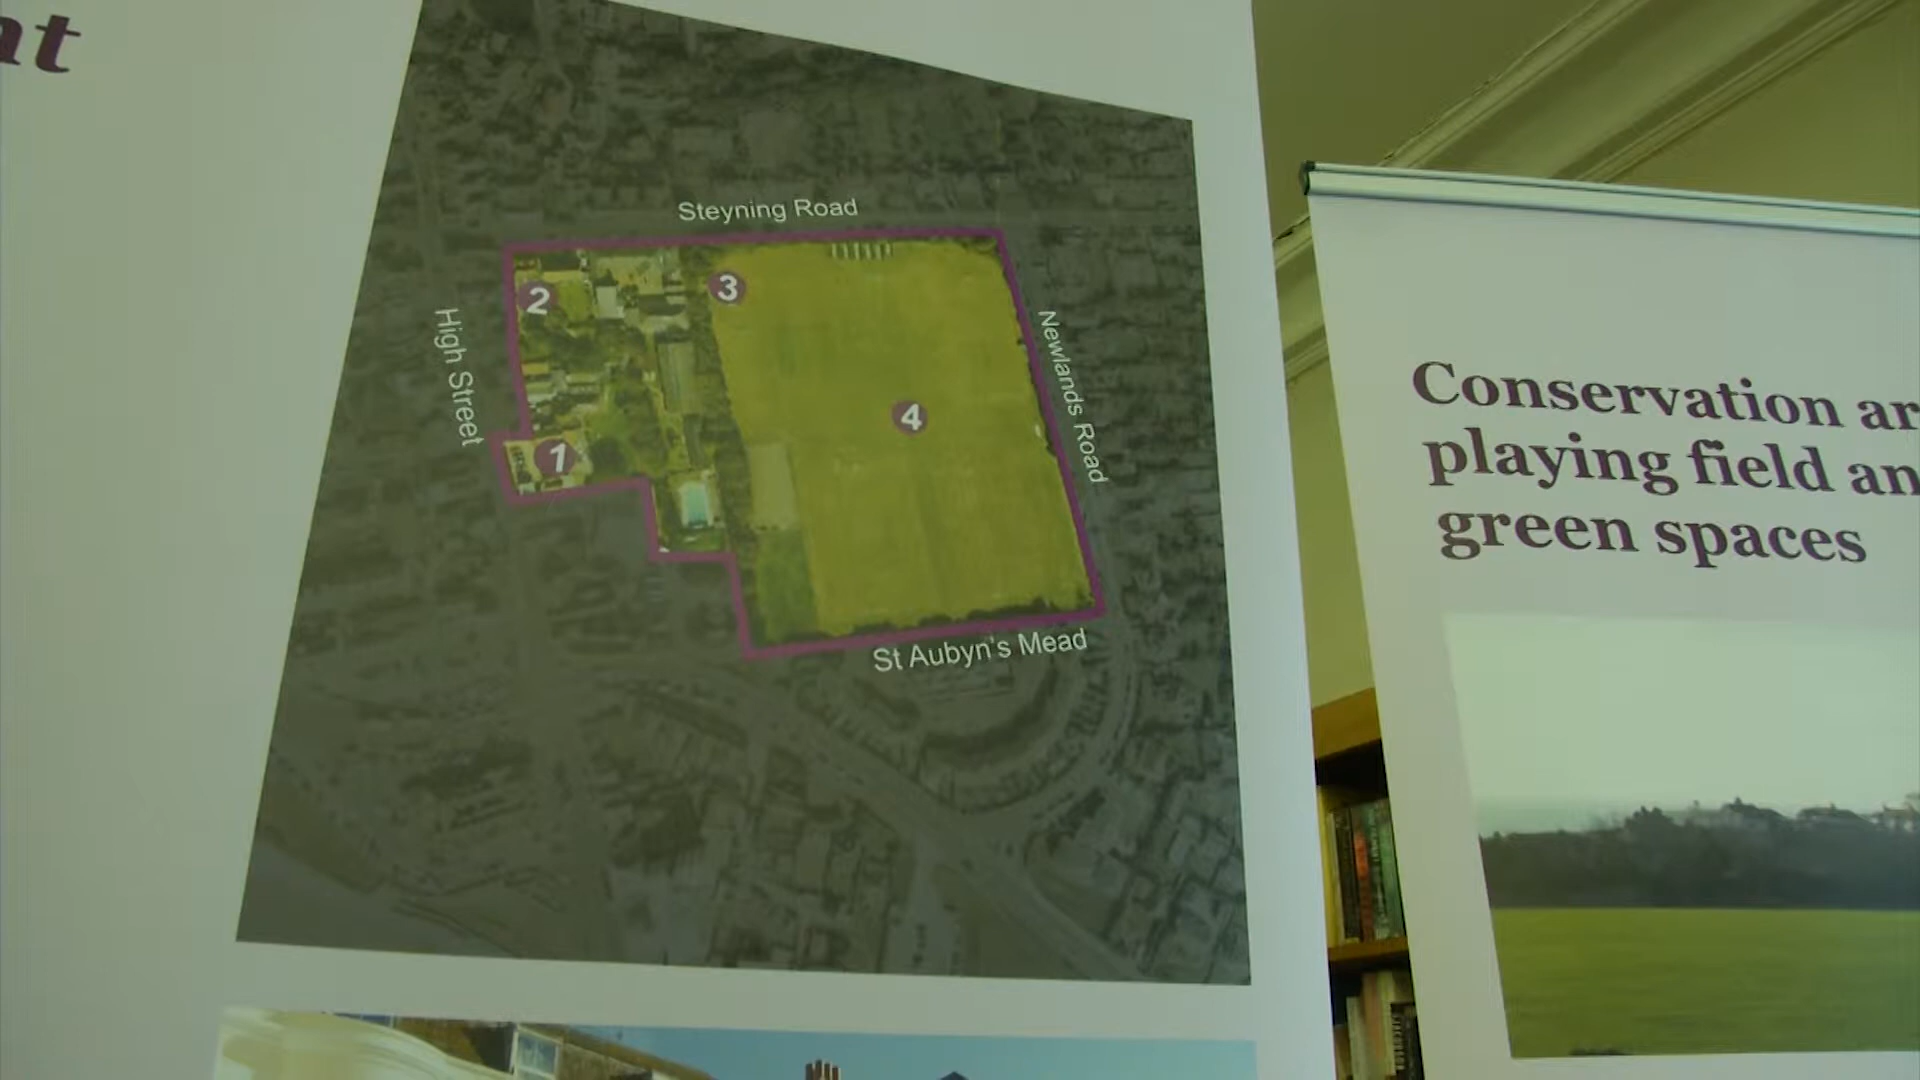 nt
Steyning Road
2
3
High Street
Newlands Road
4
1
St Aubyn's Mead
Conservation ar
playing field an
green spaces